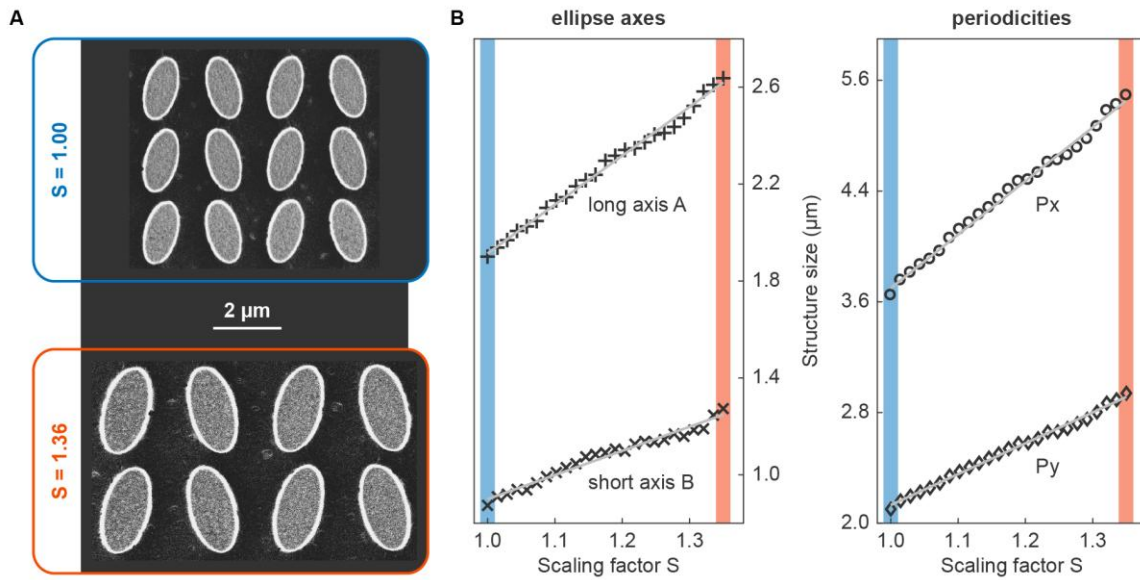 A
S = 1.00
2 µm
S = 1.36
B
ellipse axes
long axis A
short axis B
2.6
2.2
1.8
1.4
1.0
1.0 1.1 1.2 1.3
Scaling factor S
Structure size (µm)
periodicities
5.6
4.4
3.6
2.8
2.0
Px
Py
1.0 1.1 1.2 1.3
Scaling factor S